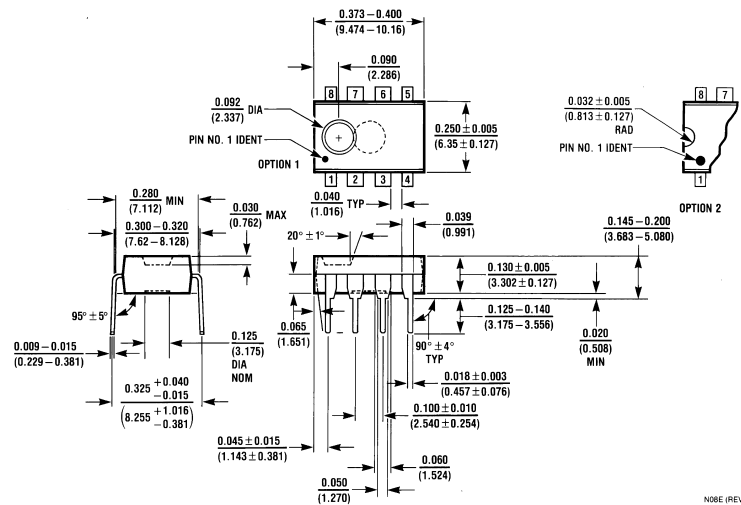 0.373 – 0.400
(9.474 – 10.16)
0.090
(2.286)
0.092
(2.337)
DIA
PIN NO. 1 IDENT
OPTION 1
8
7
6
5
1
2
3
4
0.250 ± 0.005
(6.35 ± 0.127)
0.032 ± 0.005
(0.813 ± 0.127)
RAD
PIN NO. 1 IDENT
8
7
1
OPTION 2
0.280
(7.112)
MIN
0.300 – 0.320
(7.62 – 8.128)
0.030
(0.762)
MAX
0.040
(1.016)
TYP
0.039
(0.991)
20° ± 1°
0.145 – 0.200
(3.683 – 5.080)
0.130 ± 0.005
(3.302 ± 0.127)
0.125 – 0.140
(3.175 – 3.556)
0.020
(0.508)
MIN
95° ± 5°
0.009 – 0.015
(0.229 – 0.381)
0.125
(3.175)
DIA
NOM
0.065
(1.651)
90° ± 4°
TYP
0.325 + 0.040
– 0.015
(8.255 + 1.016
– 0.381)
0.018 ± 0.003
(0.457 ± 0.076)
0.100 ± 0.010
(2.540 ± 0.254)
0.045 ± 0.015
(1.143 ± 0.381)
0.060
(1.524)
0.050
(1.270)
N08E (REV